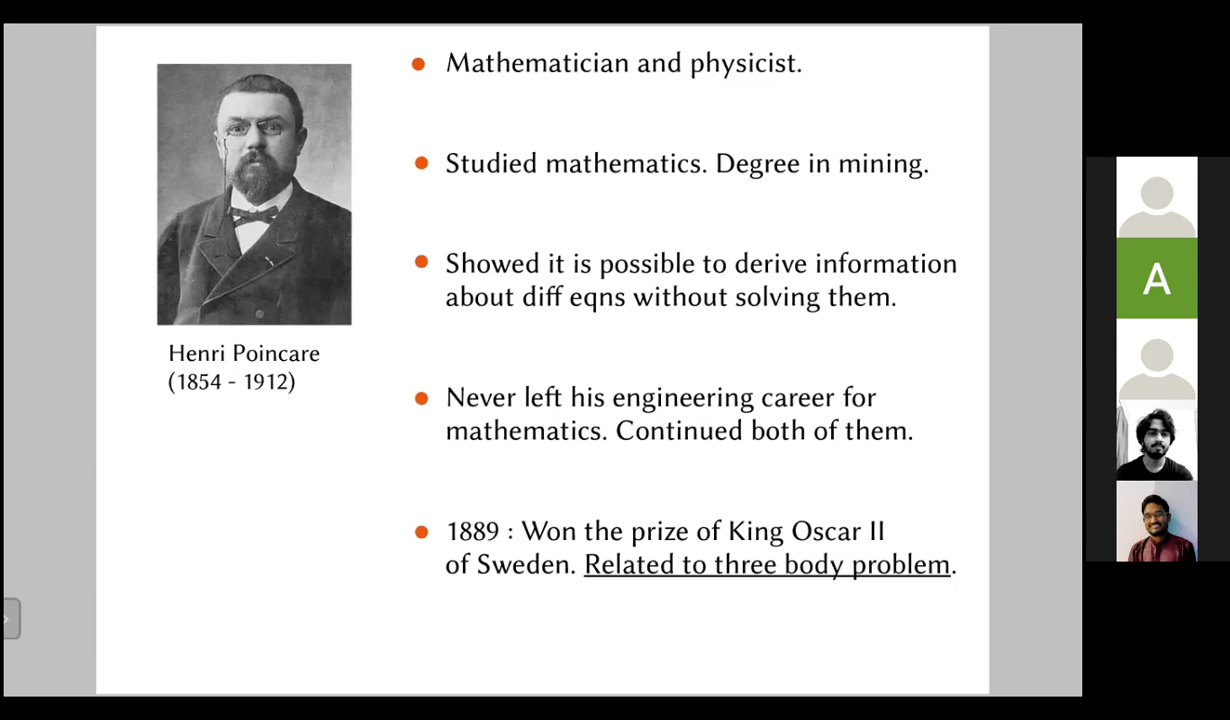 Mathematician and physicist.
Studied mathematics. Degree in mining.
Showed it is possible to derive information
about diff eqns without solving them.
Henri Poincare
(1854 - 1912)
Never left his engineering career for
mathematics. Continued both of them.
1889 : Won the prize of King Oscar II
of Sweden. Related to three body problem.
A